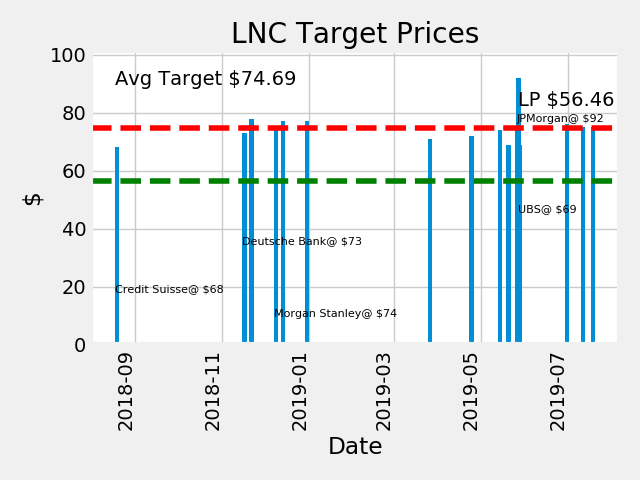 LNC Target Prices
100
80
60
40
20
0
$
Avg Target $74.69
LP $56.46
JPMorgan@ $92
UBS@ $69
Deutsche Bank@ $73
Credit Suisse@ $68
Morgan Stanley@ $74
2018-09
2018-11
2019-01
2019-03
2019-05
2019-07
Date